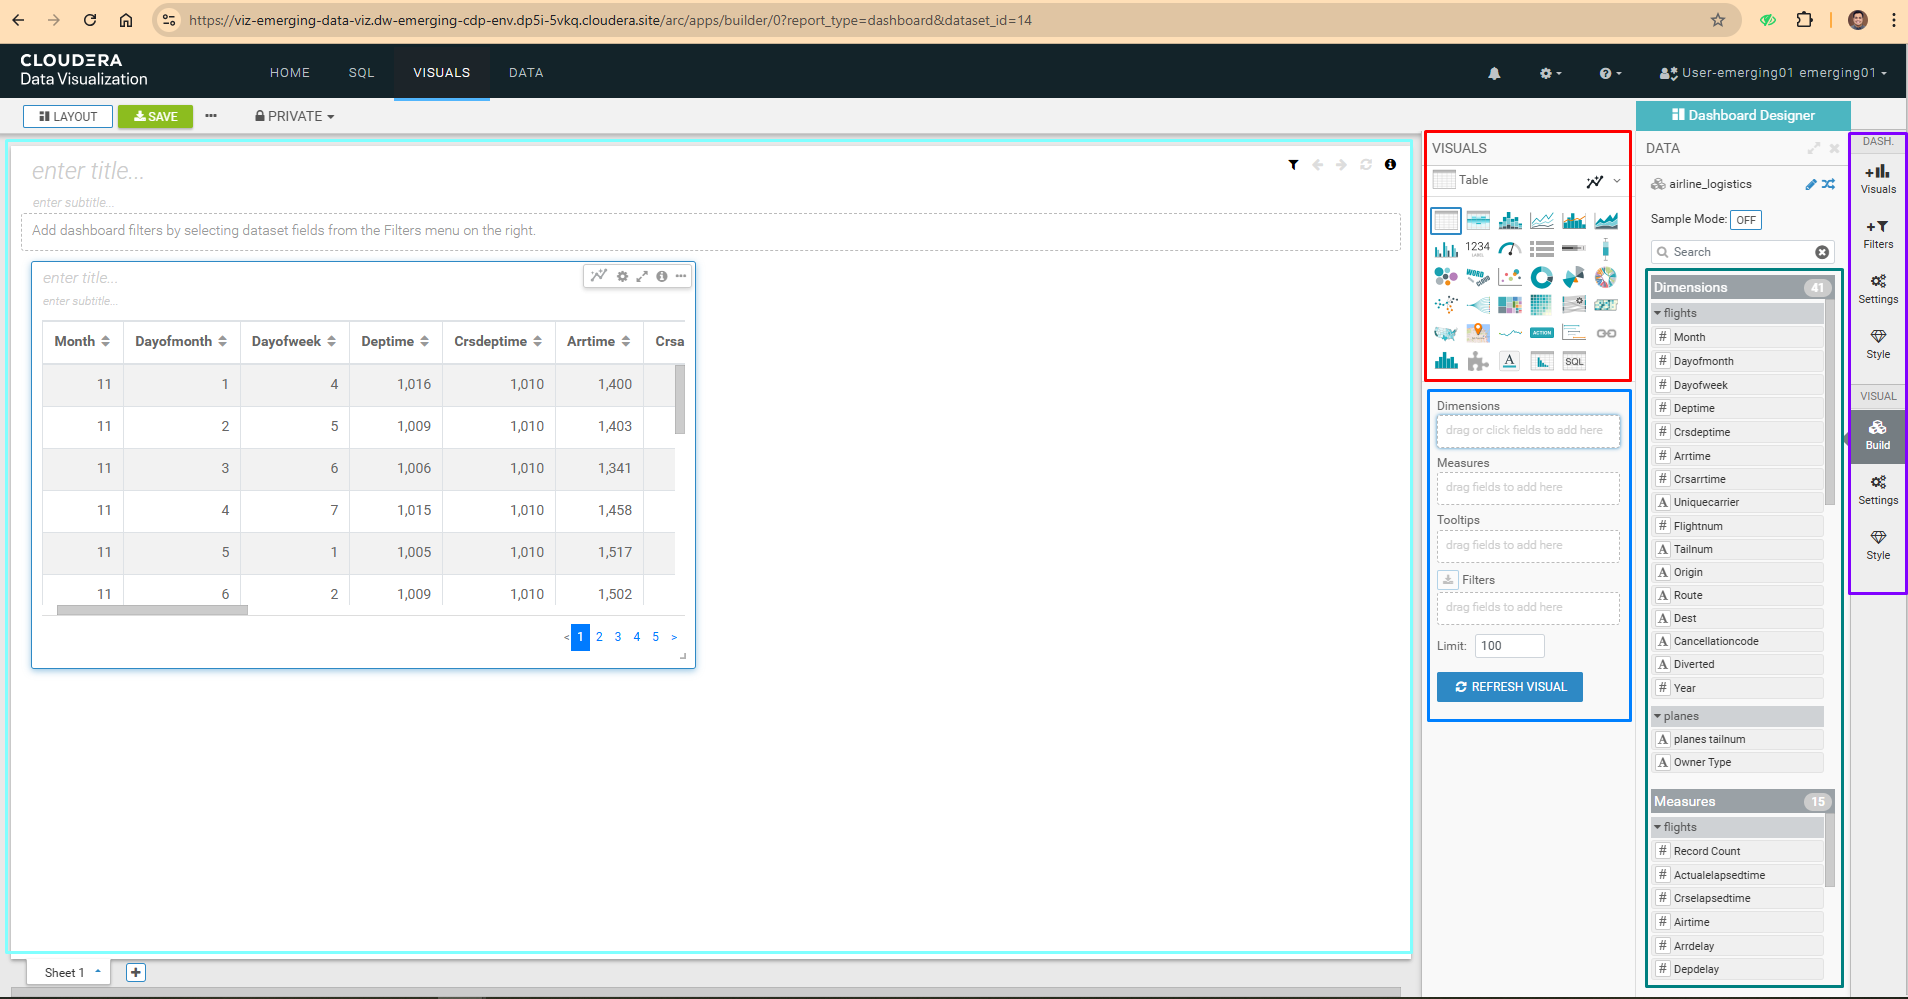 https://viz-emerging-data-viz.dw-emerging-cdp-env.dp5i-5vkq.cloudera.site/arc/apps/builder/0?report_type=dashboard&dataset_id=14
CLOUDERA
Data Visualization
HOME
SQL
VISUALS
DATA
User-emerging01 emerging01
LAYOUT
SAVE
PRIVATE
Dashboard Designer
enter title...
enter subtitle...
Add dashboard filters by selecting dataset fields from the Filters menu on the right.
enter title...
enter subtitle...
Month Dayofmonth Dayofweek Deptime Crsdeptime Arrtime Crsa
11 1 4 1,016 1,010 1,400
11 2 5 1,009 1,010 1,403
11 3 6 1,006 1,010 1,341
11 4 7 1,015 1,010 1,458
11 5 1 1,005 1,010 1,517
11 6 2 1,009 1,010 1,502
< 1 2 3 4 5 >
Sheet 1
VISUALS
Table
1234
LABEL
WORD
CLOUD
ACTION
A
SQL
Dimensions
drag or click fields to add here
Measures
drag fields to add here
Tooltips
drag fields to add here
Filters
drag fields to add here
Limit: 100
REFRESH VISUAL
DATA
airline_logistics
Sample Mode: OFF
Search
Dimensions 41
flights
# Month
# Dayofmonth
# Dayofweek
# Deptime
# Crsdeptime
# Arrtime
# Crsarrtime
A Uniquecarrier
# Flightnum
A Tailnum
A Origin
A Route
A Dest
A Cancellationcode
A Diverted
# Year
planes
A planes tailnum
A Owner Type
Measures 15
flights
# Record Count
# Actualelapsedtime
# Crselapsedtime
# Airtime
# Arrdelay
# Depdelay
DASH.
Visuals
Filters
Settings
Style
VISUAL
Build
Settings
Style